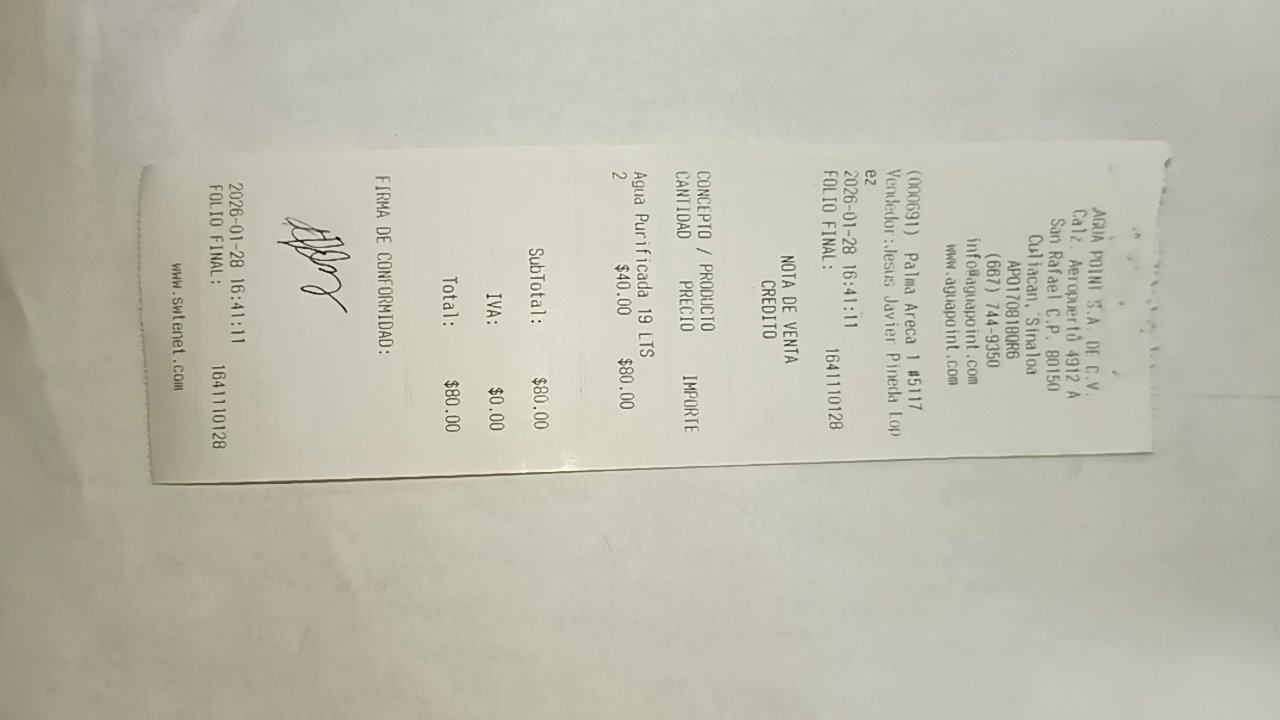 AGUA POINT S.A. DE C.V.
Calz. Aeropuerto 4912 A
San Rafael C.P. 80150
Culiacan, Sinaloa
APO170818QR6
(667) 744-9350
info@aguapoint.com
www.aguapoint.com
(000691) Palma Areca 1 #5117
Vendedor:Jesus Javier Pineda Lop
ez
2026-01-28 16:41:11
FOLIO FINAL: 1641110128
NOTA DE VENTA
CREDITO
CONCEPTO / PRODUCTO
CANTIDAD PRECIO IMPORTE
Agua Purificada 19 LTS
2 $40.00 $80.00
SubTotal: $80.00
IVA: $0.00
Total: $80.00
FIRMA DE CONFORMIDAD:
2026-01-28 16:41:11
FOLIO FINAL: 1641110128
www.swtenet.com